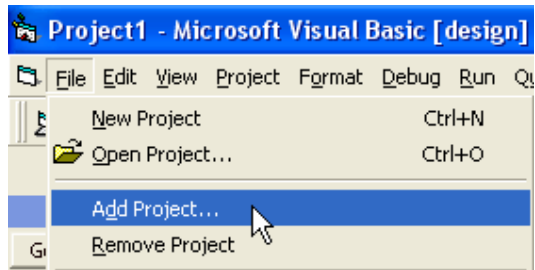 Project1 - Microsoft Visual Basic [design]
File Edit View Project Format Debug Run
New Project Ctrl+N
Open Project... Ctrl+O
Add Project...
Remove Project